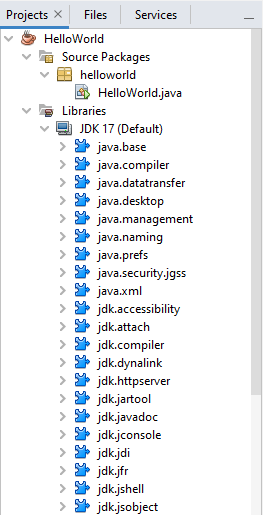 Projects Files Services
HelloWorld
Source Packages
helloworld
HelloWorld.java
Libraries
JDK 17 (Default)
java.base
java.compiler
java.datatransfer
java.desktop
java.management
java.naming
java.prefs
java.security.jgss
java.xml
jdk.accessibility
jdk.attach
jdk.compiler
jdk.dynalink
jdk.httpserver
jdk.jartool
jdk.javadoc
jdk.jconsole
jdk.jdi
jdk.jfr
jdk.jshell
jdk.jsobject